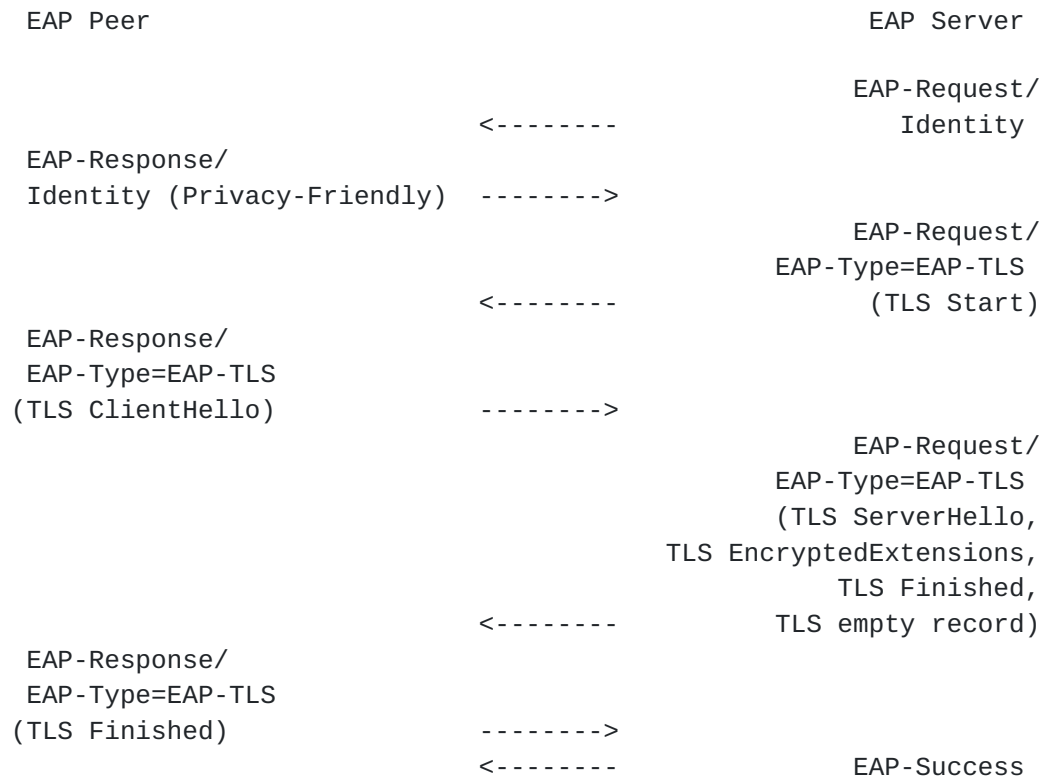 EAP Peer                                              EAP Server

                                                     EAP-Request/
                              <--------                  Identity
EAP-Response/
Identity (Privacy-Friendly)   -------->
                                                     EAP-Request/
                                                EAP-Type=EAP-TLS
                              <--------               (TLS Start)
EAP-Response/
EAP-Type=EAP-TLS
(TLS ClientHello)             -------->
                                                     EAP-Request/
                                                EAP-Type=EAP-TLS
                                                (TLS ServerHello,
                                         TLS EncryptedExtensions,
                                                    TLS Finished,
                              <--------         TLS empty record)
EAP-Response/
EAP-Type=EAP-TLS
(TLS Finished)                -------->
                              <--------               EAP-Success